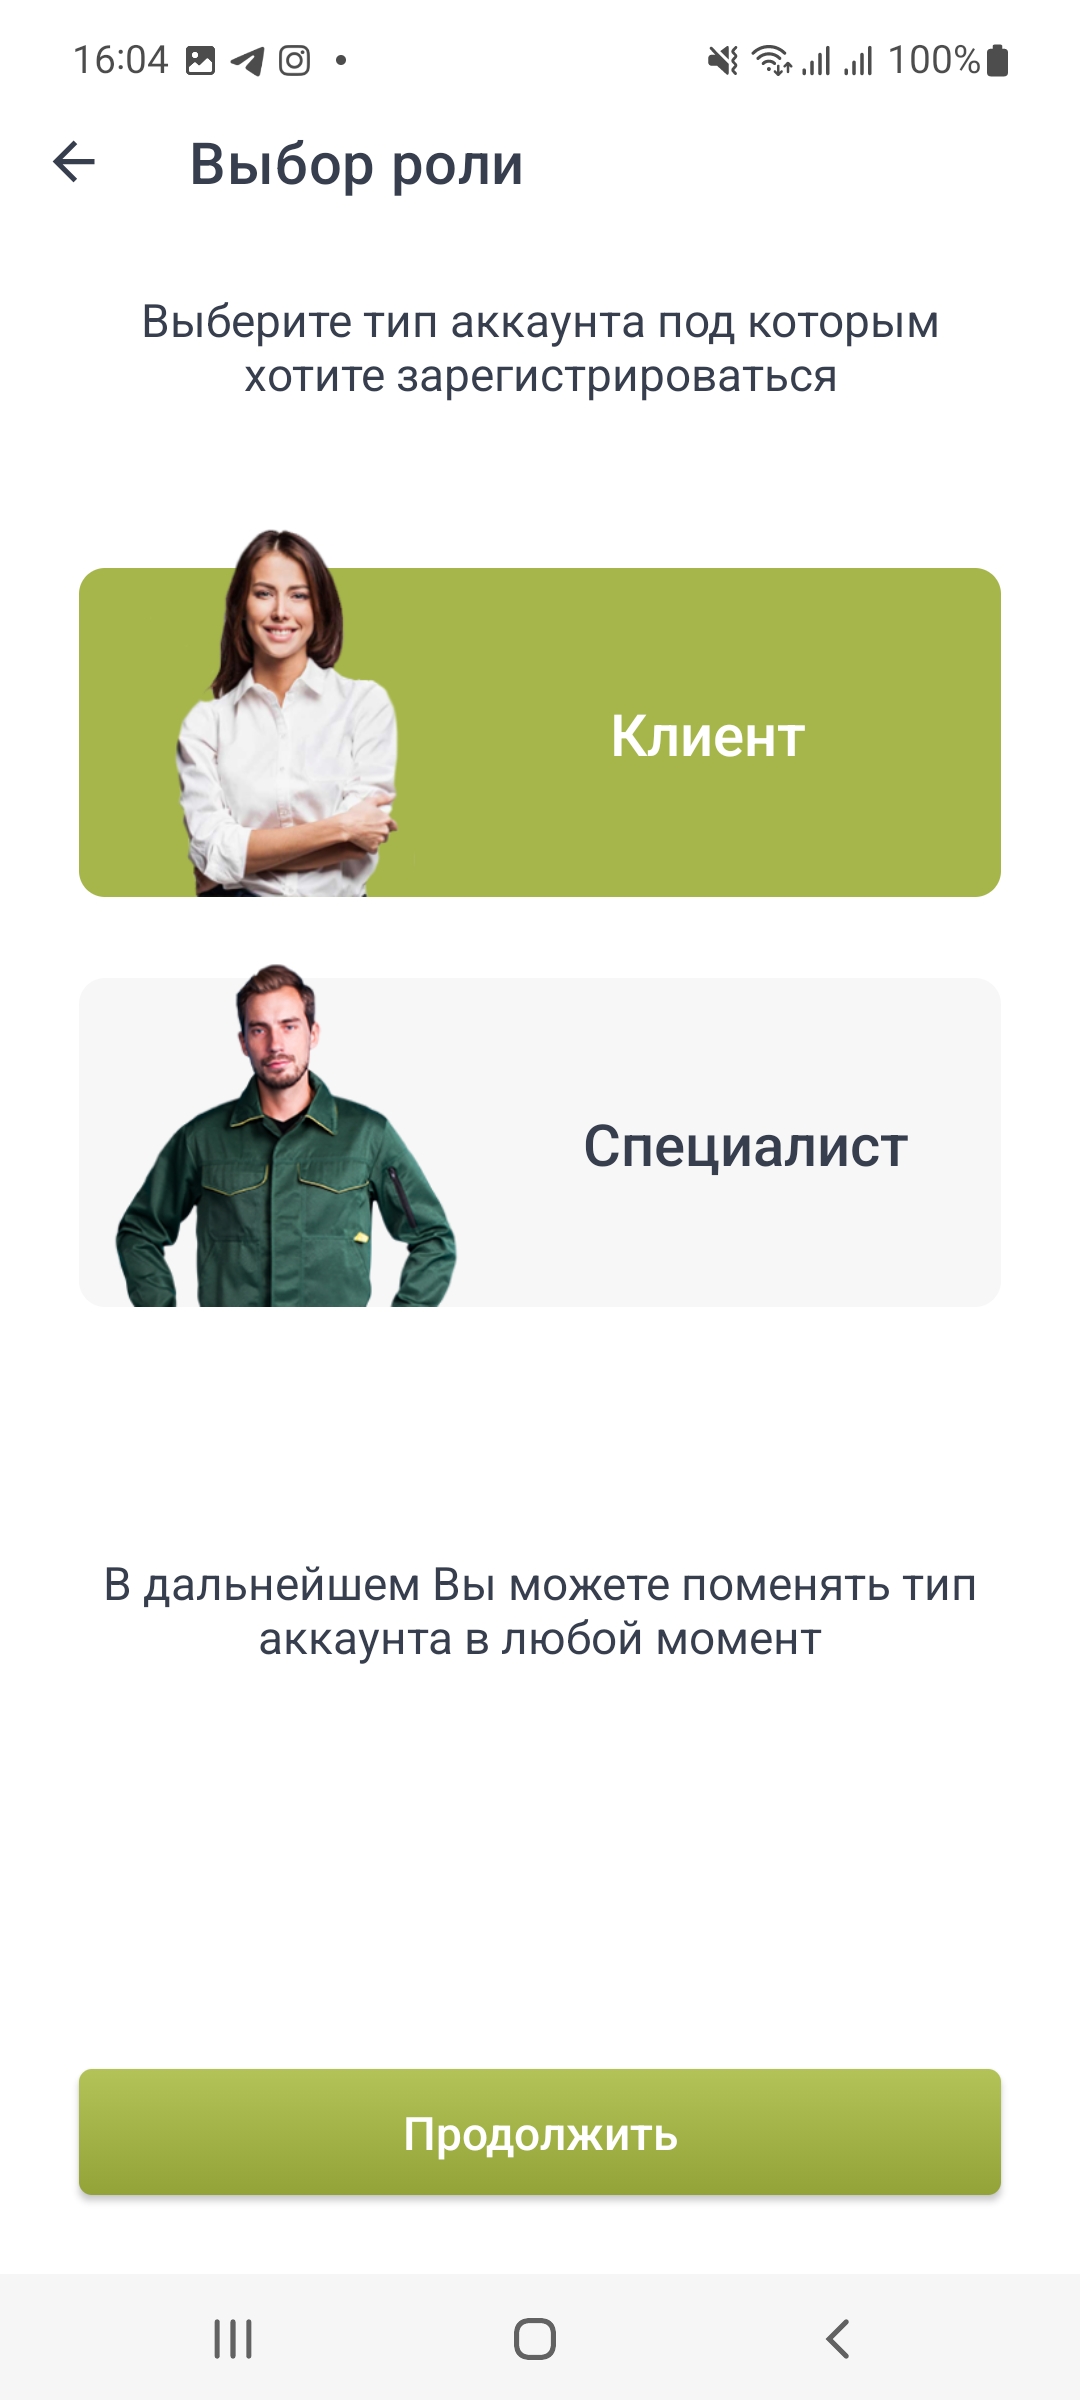 16:04
100%
Выбор роли
Выберите тип аккаунта под которым
хотите зарегистрироваться
Клиент
Специалист
В дальнейшем Вы можете поменять тип
аккаунта в любой момент
Продолжить